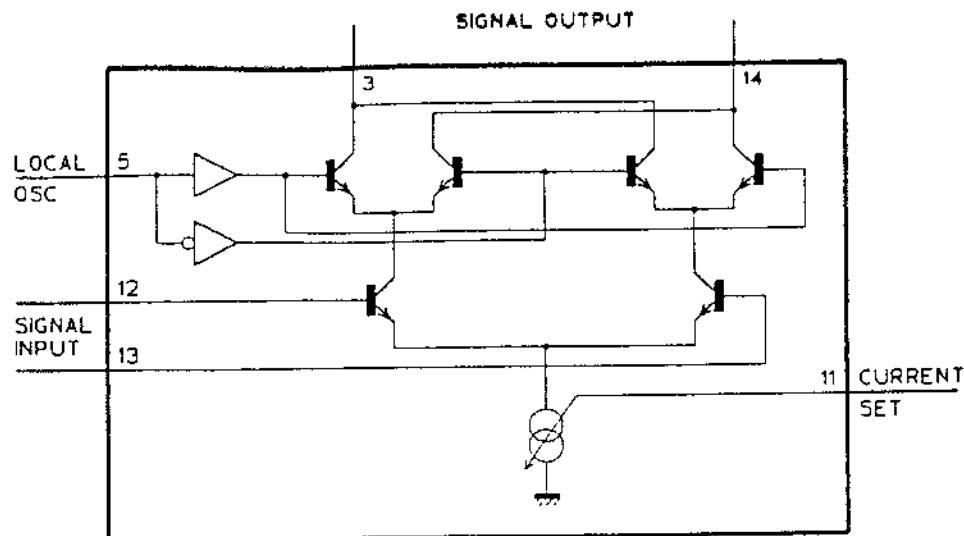 SIGNAL OUTPUT
3
14
LOCAL
OSC
5
12
SIGNAL
INPUT
13
11
CURRENT
SET